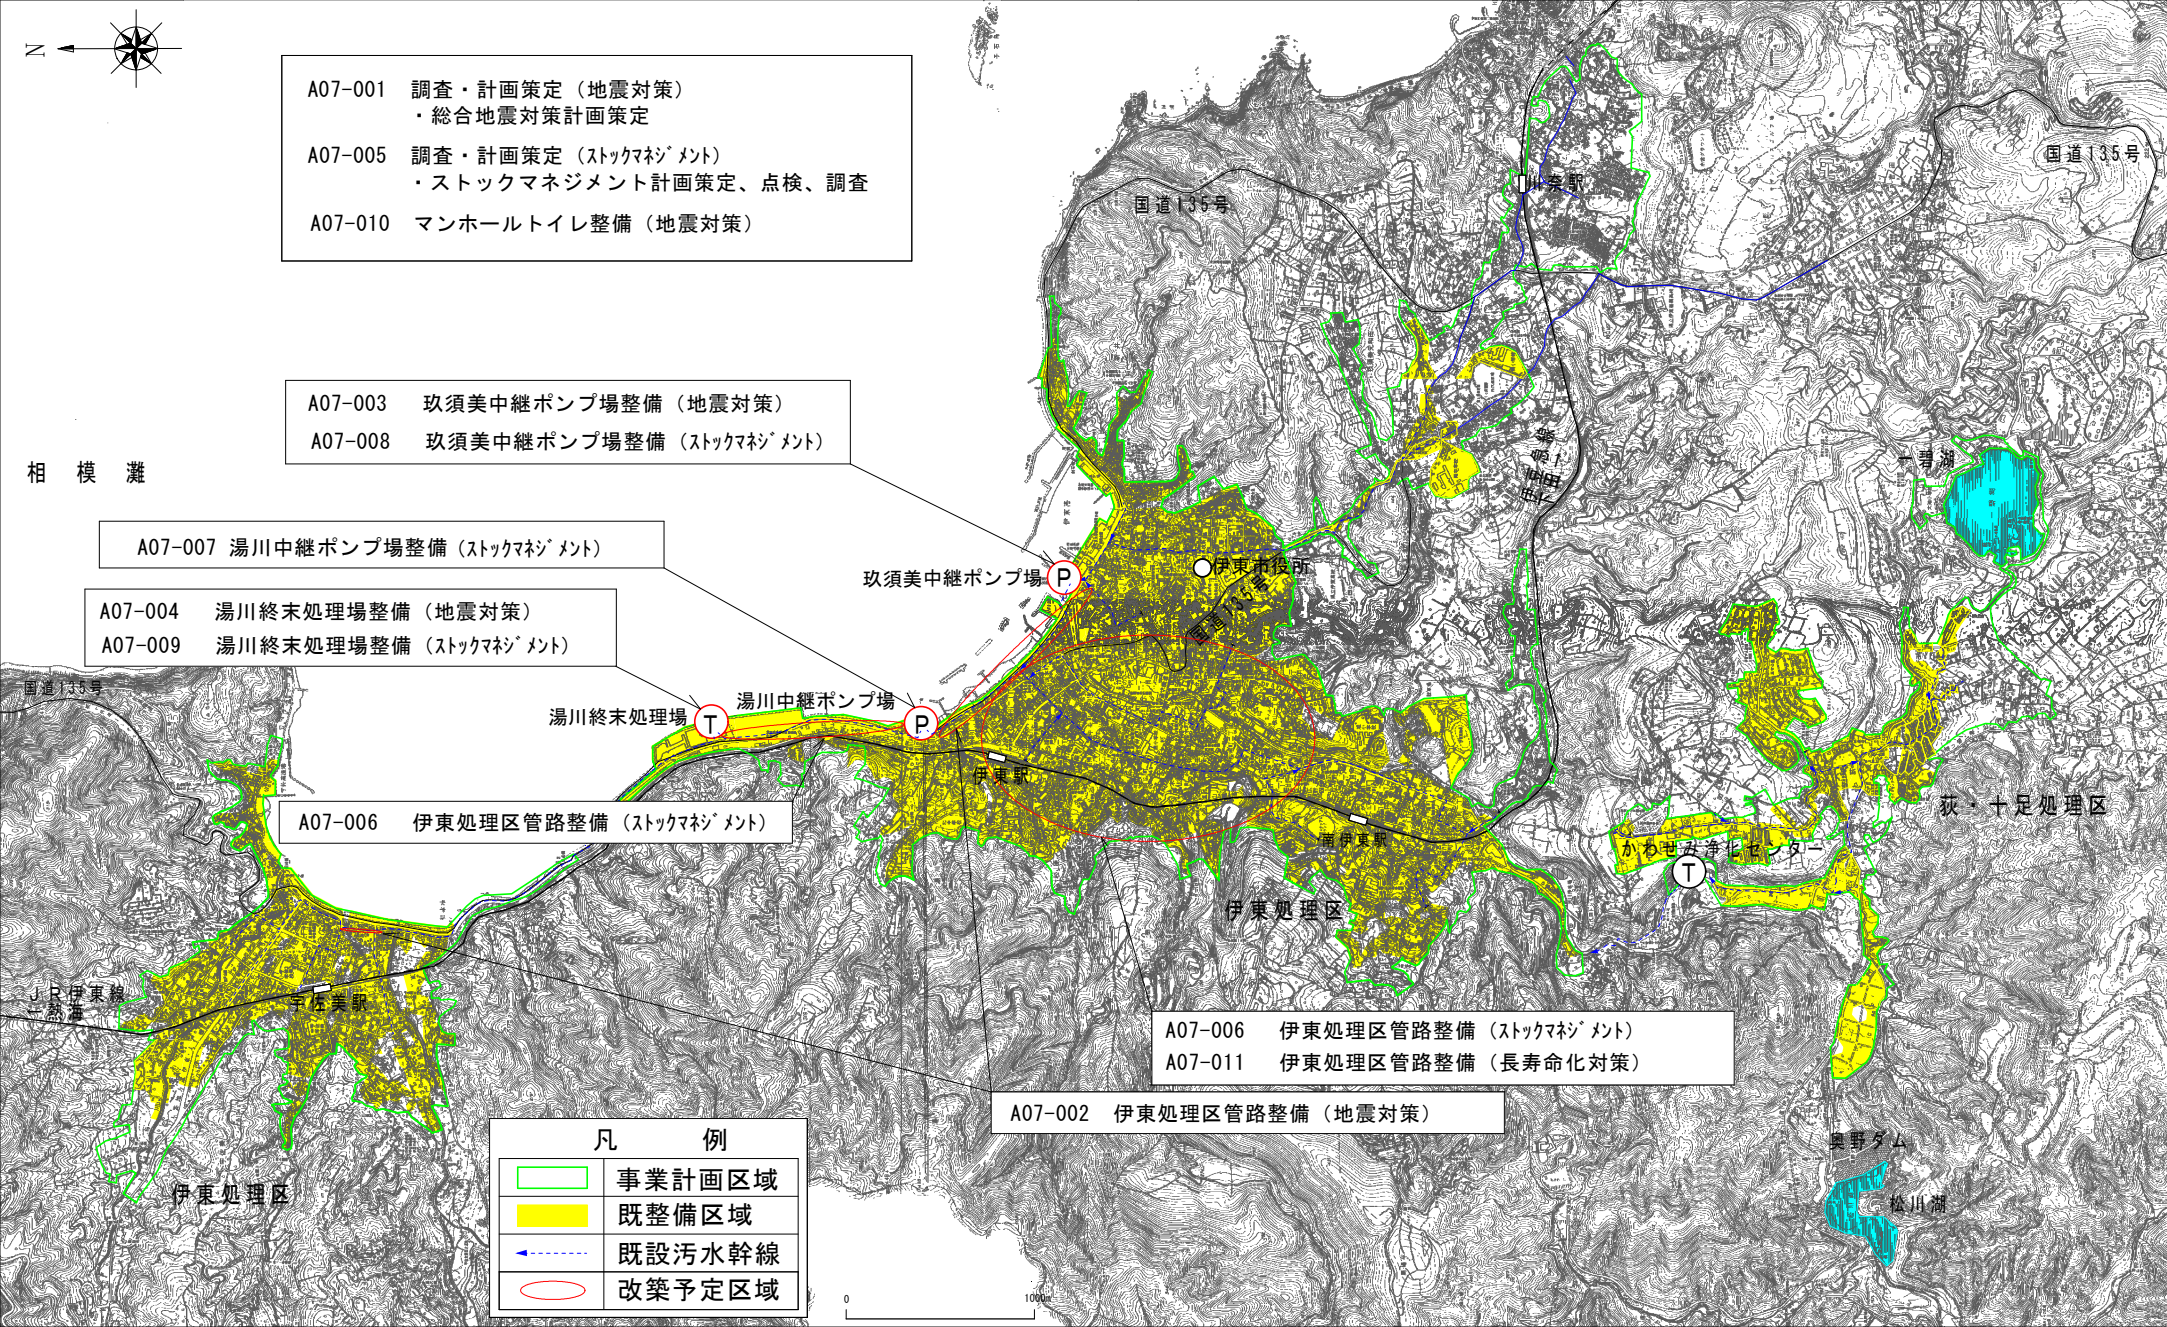 N
A07-001 調査・計画策定（地震対策）
・総合地震対策計画策定
A07-005 調査・計画策定（ｽﾄｯｸﾏﾈｼﾞﾒﾝﾄ）
・ストックマネジメント計画策定、点検、調査
A07-010 マンホールトイレ整備（地震対策）
国道135号
国道135号
川奈駅
A07-003 玖須美中継ポンプ場整備（地震対策）
A07-008 玖須美中継ポンプ場整備（ｽﾄｯｸﾏﾈｼﾞﾒﾝﾄ）
相模灘
伊豆急線
下田→
一碧湖
A07-007 湯川中継ポンプ場整備（ｽﾄｯｸﾏﾈｼﾞﾒﾝﾄ）
玖須美中継ポンプ場
P
伊東市役所
国道135号
A07-004 湯川終末処理場整備（地震対策）
A07-009 湯川終末処理場整備（ｽﾄｯｸﾏﾈｼﾞﾒﾝﾄ）
国道135号
湯川終末処理場
T
湯川中継ポンプ場
P
伊東駅
南伊東駅
荻・十足処理区
かわせみ浄化センター
T
A07-006 伊東処理区管路整備（ｽﾄｯｸﾏﾈｼﾞﾒﾝﾄ）
伊東処理区
JR伊東線
←熱海
宇佐美駅
A07-006 伊東処理区管路整備（ｽﾄｯｸﾏﾈｼﾞﾒﾝﾄ）
A07-011 伊東処理区管路整備（長寿命化対策）
A07-002 伊東処理区管路整備（地震対策）
奥野ダム
松川湖
伊東処理区
凡例
事業計画区域
既整備区域
既設汚水幹線
改築予定区域
0 1000m